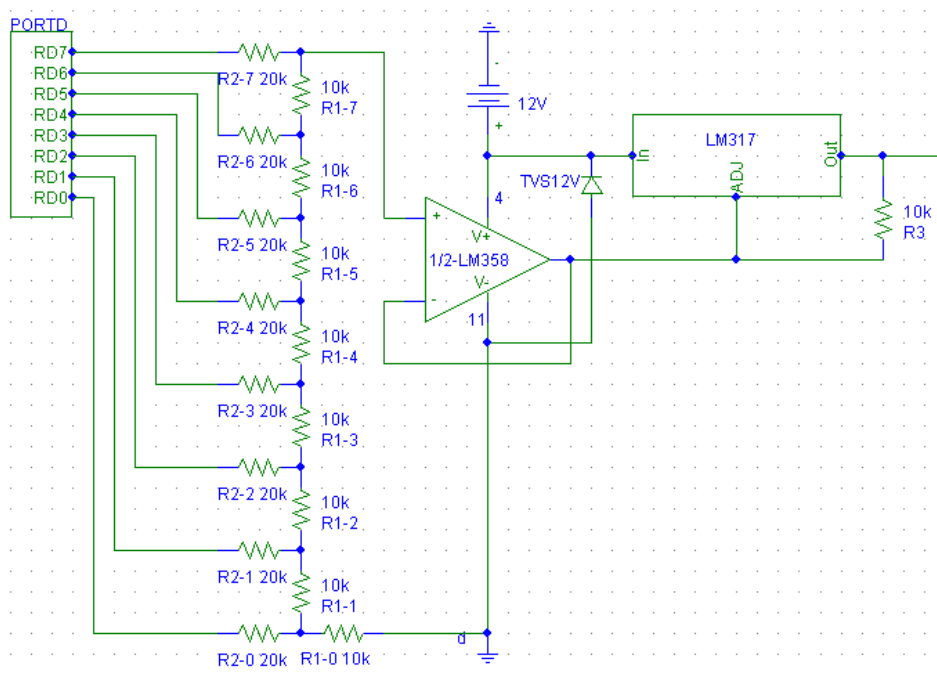 PORTD
RD7
RD6
RD5
RD4
RD3
RD2
RD1
RD0
R2-7 20k
10k
R1-7
R2-6 20k
10k
R1-6
R2-5 20k
10k
R1-5
R2-4 20k
10k
R1-4
R2-3 20k
10k
R1-3
R2-2 20k
10k
R1-2
R2-1 20k
10k
R1-1
R2-0 20k
R1-0 10k
d
-
12V
+
TVS12V
4
+
V+
1/2-LM358
V-
-
11
LM317
In
ADJ
Out
10k
R3